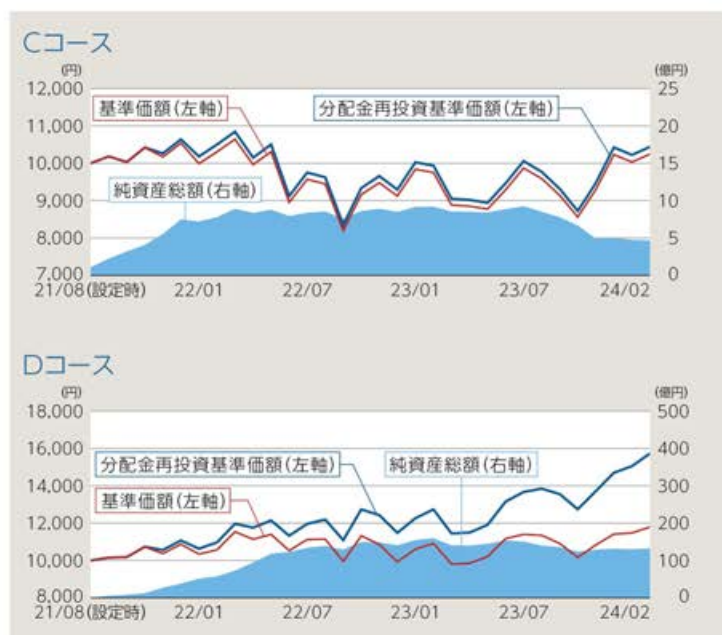 Cコース
(円)
(億円)
12,000
25
基準価額(左軸)
分配金再投資基準価額(左軸)
11,000
20
10,000
15
純資産総額(右軸)
9,000
10
8,000
5
7,000
0
21/08(設定時) 22/01 22/07 23/01 23/07 24/02
Dコース
(円)
(億円)
18,000
500
16,000
400
分配金再投資基準価額(左軸)
純資産総額(右軸)
14,000
300
基準価額(左軸)
12,000
200
10,000
100
8,000
0
21/08(設定時) 22/01 22/07 23/01 23/07 24/02